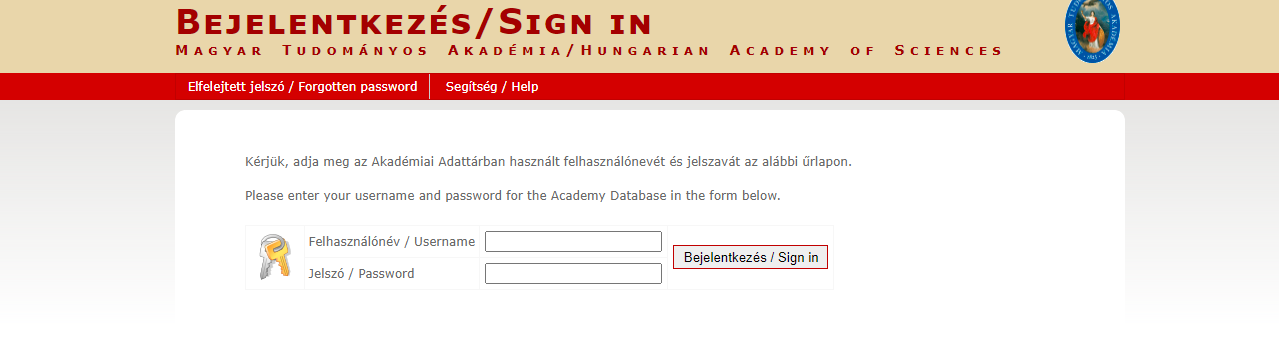 Bejelentkezés/Sign in
Magyar Tudományos Akadémia/Hungarian Academy of Sciences
Elfelejtett jelszó / Forgotten password
Segítség / Help
Kérjük, adja meg az Akadémiai Adattárban használt felhasználónevét és jelszavát az alábbi űrlapon.
Please enter your username and password for the Academy Database in the form below.
Felhasználónév / Username
Bejelentkezés / Sign in
Jelszó / Password